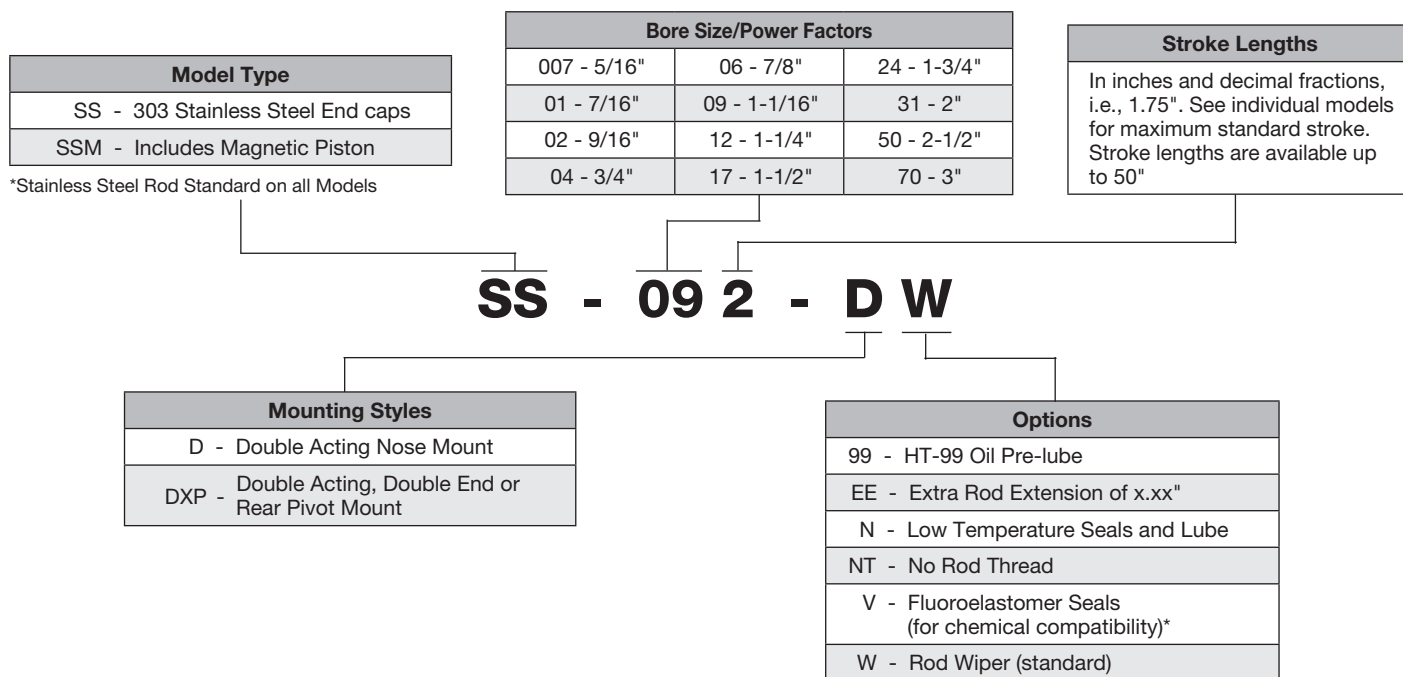 Bore Size/Power Factors
007 - 5/16" 06 - 7/8" 24 - 1-3/4"
01 - 7/16" 09 - 1-1/16" 31 - 2"
02 - 9/16" 12 - 1-1/4" 50 - 2-1/2"
04 - 3/4" 17 - 1-1/2" 70 - 3"
Stroke Lengths
In inches and decimal fractions,
i.e., 1.75". See individual models
for maximum standard stroke.
Stroke lengths are available up
to 50"
Model Type
SS - 303 Stainless Steel End caps
SSM - Includes Magnetic Piston
*Stainless Steel Rod Standard on all Models
SS - 09 2 - D W
Mounting Styles
D - Double Acting Nose Mount
DXP - Double Acting, Double End or
Rear Pivot Mount
Options
99 - HT-99 Oil Pre-lube
EE - Extra Rod Extension of x.xx"
N - Low Temperature Seals and Lube
NT - No Rod Thread
V - Fluoroelastomer Seals
(for chemical compatibility)*
W - Rod Wiper (standard)